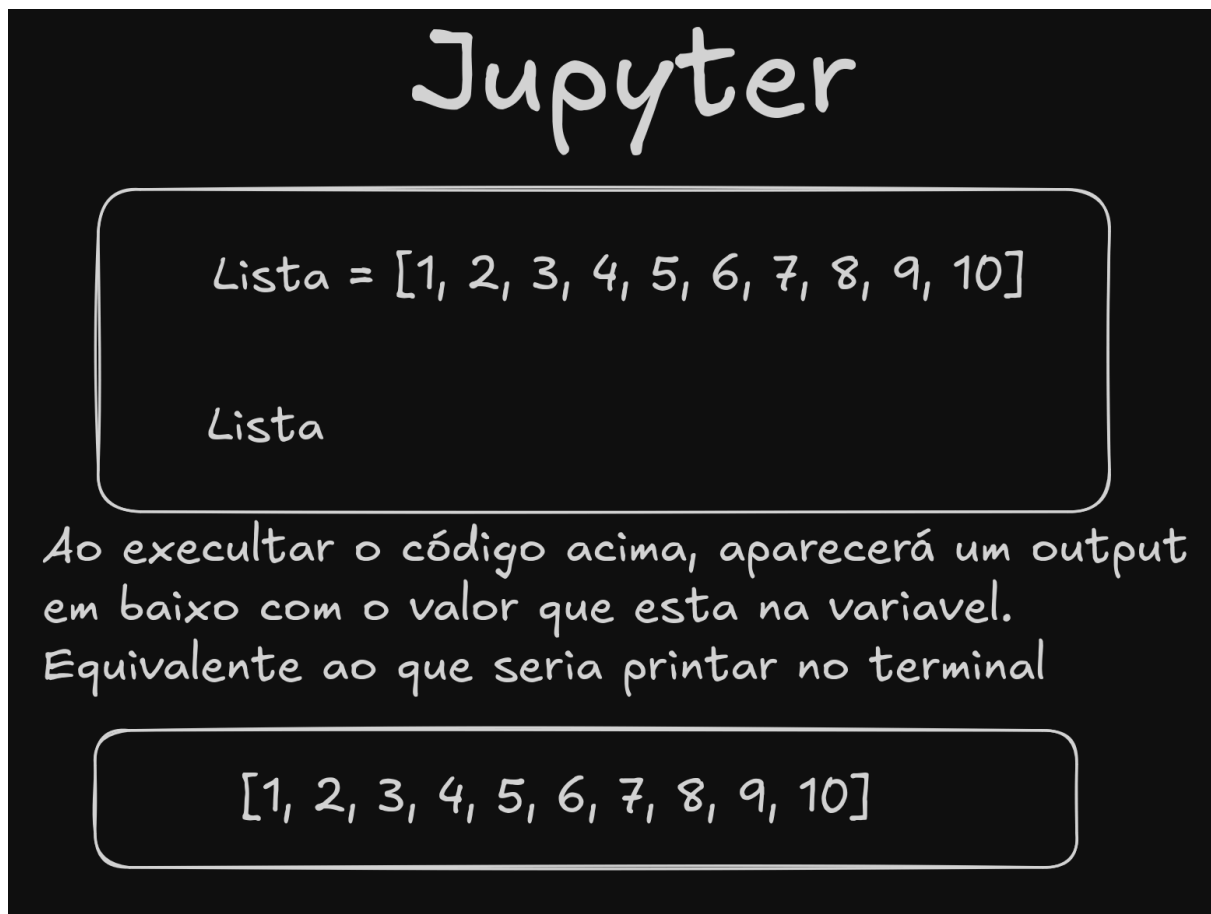 Jupyter
Lista = [1, 2, 3, 4, 5, 6, 7, 8, 9, 10]
Lista
Ao execultar o código acima, aparecerá um output
em baixo com o valor que esta na variavel.
Equivalente ao que seria printar no terminal
[1, 2, 3, 4, 5, 6, 7, 8, 9, 10]